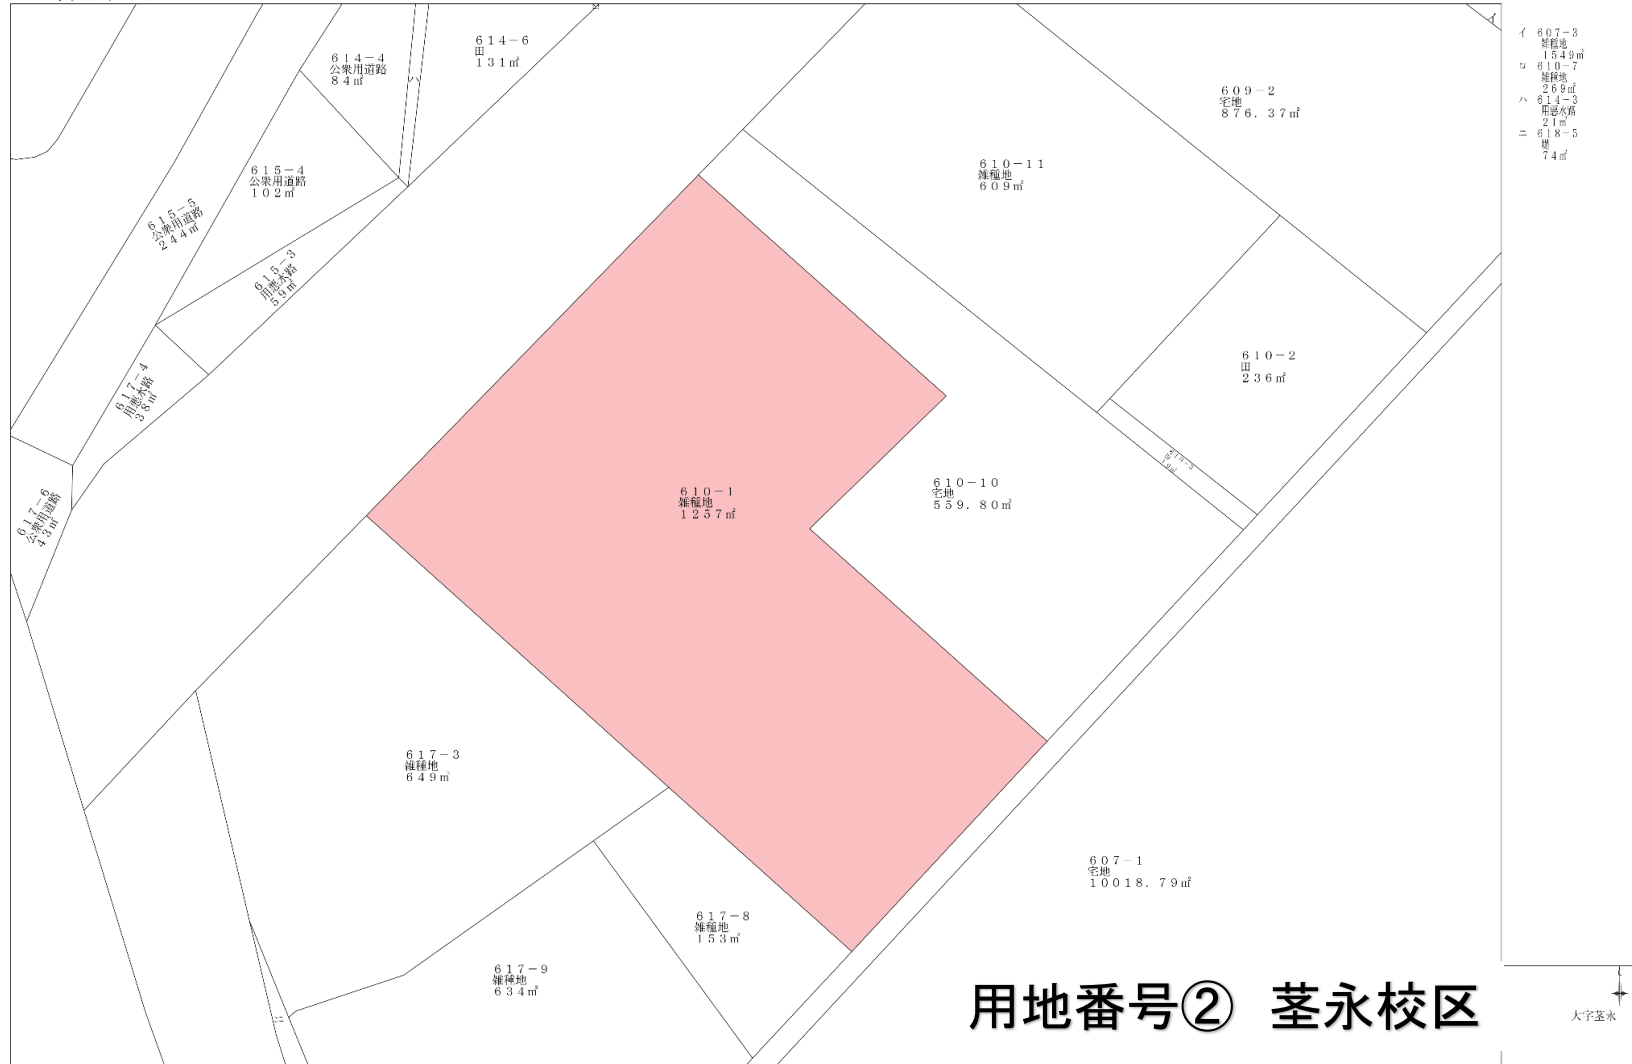 614-4
公衆用道路
84㎡
ハ
614-6
田
131㎡
615-4
公衆用道路
102㎡
615-5
公衆用道路
244㎡
615-3
用悪水路
59㎡
617-4
用悪水路
38㎡
617-6
公衆用道路
43㎡
609-2
宅地
876.37㎡
610-11
雑種地
609㎡
610-2
田
236㎡
610-10
宅地
559.80㎡
610-1
雑種地
1257㎡
617-3
雑種地
649㎡
617-8
雑種地
153㎡
617-9
雑種地
634㎡
ニ
607-1
宅地
10018.79㎡
イ
イ 607-3
雑種地
1549㎡
ロ 610-7
雑種地
269㎡
ハ 614-3
用悪水路
21㎡
ニ 618-5
堤
74㎡
用地番号② 茎永校区
大字茎永